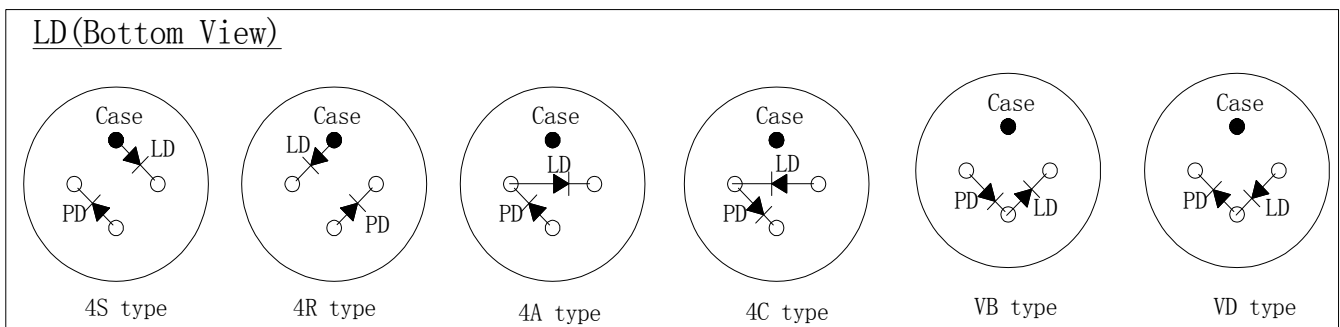 LD(Bottom View)
Case
LD
PD
4S type
Case
LD
PD
4R type
Case
LD
PD
4A type
Case
LD
PD
4C type
Case
PD
LD
VB type
Case
PD
LD
VD type